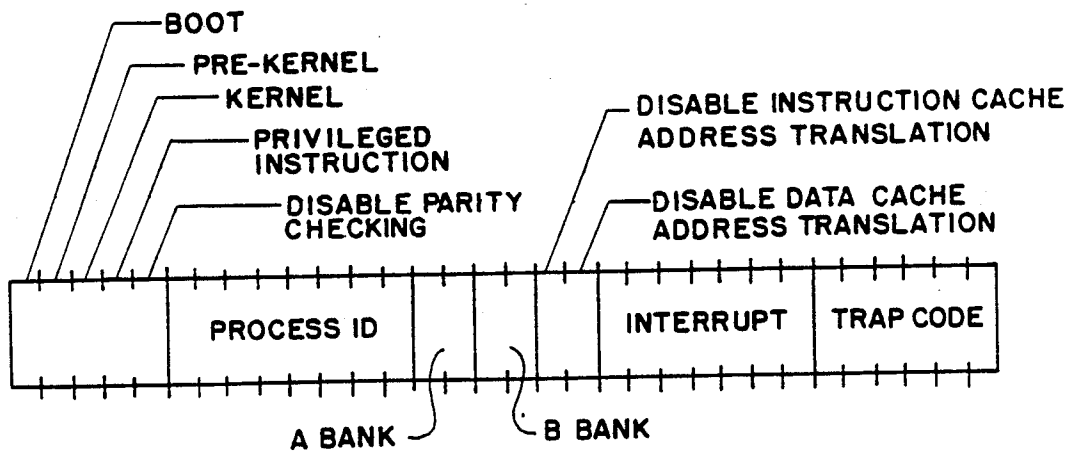 BOOT
PRE-KERNEL
KERNEL
PRIVILEGED
INSTRUCTION
DISABLE PARITY
CHECKING
DISABLE INSTRUCTION CACHE
ADDRESS TRANSLATION
DISABLE DATA CACHE
ADDRESS TRANSLATION
PROCESS ID
INTERRUPT
TRAP CODE
A BANK
B BANK